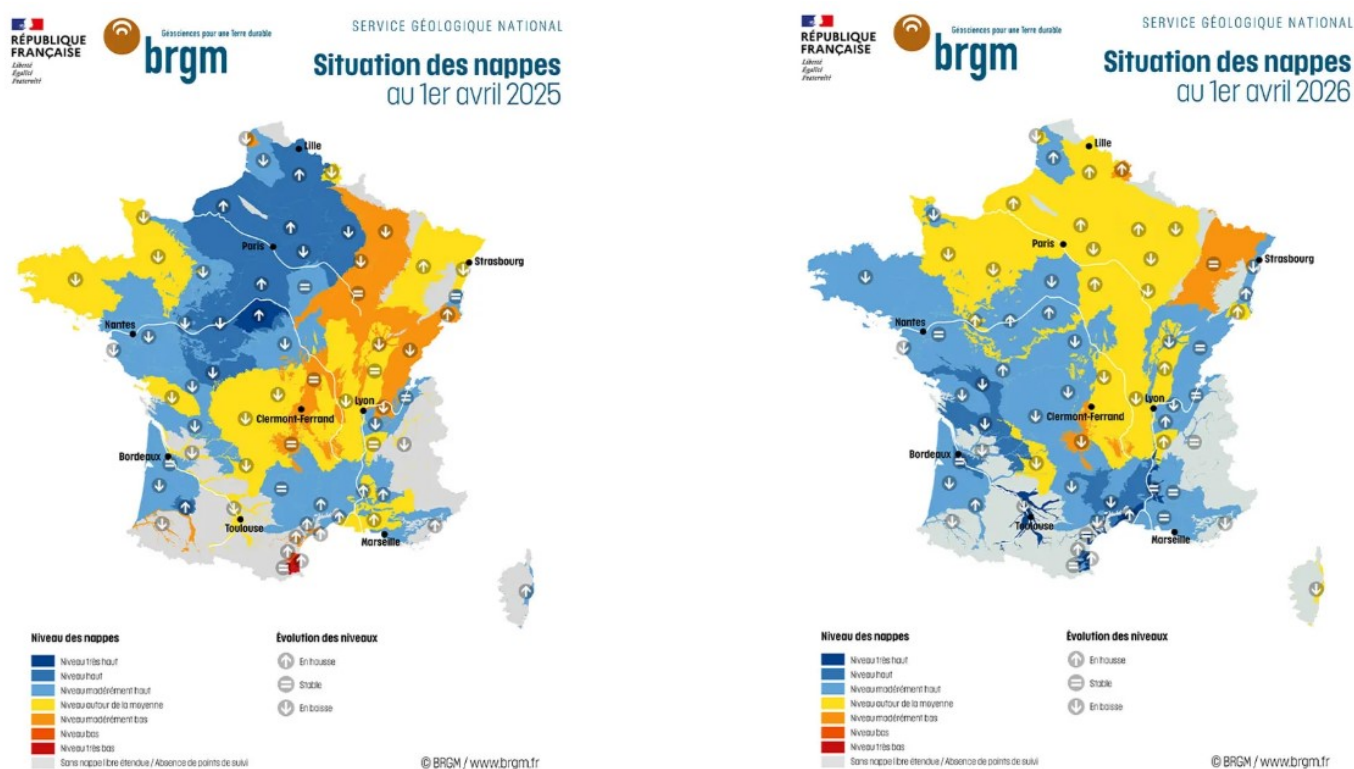 RÉPUBLIQUE
FRANÇAISE
Liberté
Égalité
Fraternité
Géosciences pour une Terre durable
brgm
SERVICE GÉOLOGIQUE NATIONAL
Situation des nappes
au 1er avril 2025
Lille
Paris
Strasbourg
Nantes
Lyon
Clermont-Ferrand
Bordeaux
Toulouse
Marseille
Niveau des nappes
Niveau très haut
Niveau haut
Niveau modérément haut
Niveau autour de la moyenne
Niveau modérément bas
Niveau bas
Niveau très bas
Sans nappe libre étendue / Absence de points de suivi
Évolution des niveaux
En hausse
Stable
En baisse
© BRGM / www.brgm.fr
RÉPUBLIQUE
FRANÇAISE
Liberté
Égalité
Fraternité
Géosciences pour une Terre durable
brgm
SERVICE GÉOLOGIQUE NATIONAL
Situation des nappes
au 1er avril 2026
Lille
Paris
Strasbourg
Nantes
Lyon
Clermont-Ferrand
Bordeaux
Toulouse
Marseille
Niveau des nappes
Niveau très haut
Niveau haut
Niveau modérément haut
Niveau autour de la moyenne
Niveau modérément bas
Niveau bas
Niveau très bas
Sans nappe libre étendue / Absence de points de suivi
Évolution des niveaux
En hausse
Stable
En baisse
© BRGM / www.brgm.fr